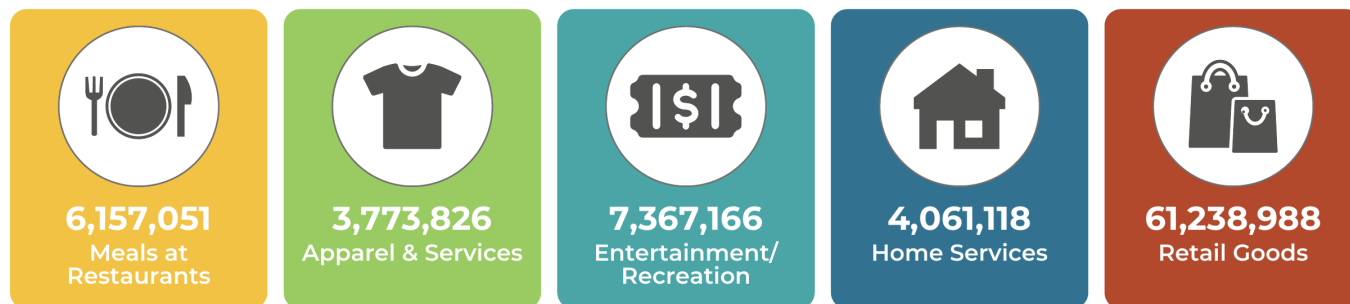 6,157,051
Meals at
Restaurants
3,773,826
Apparel & Services
7,367,166
Entertainment/
Recreation
4,061,118
Home Services
61,238,988
Retail Goods